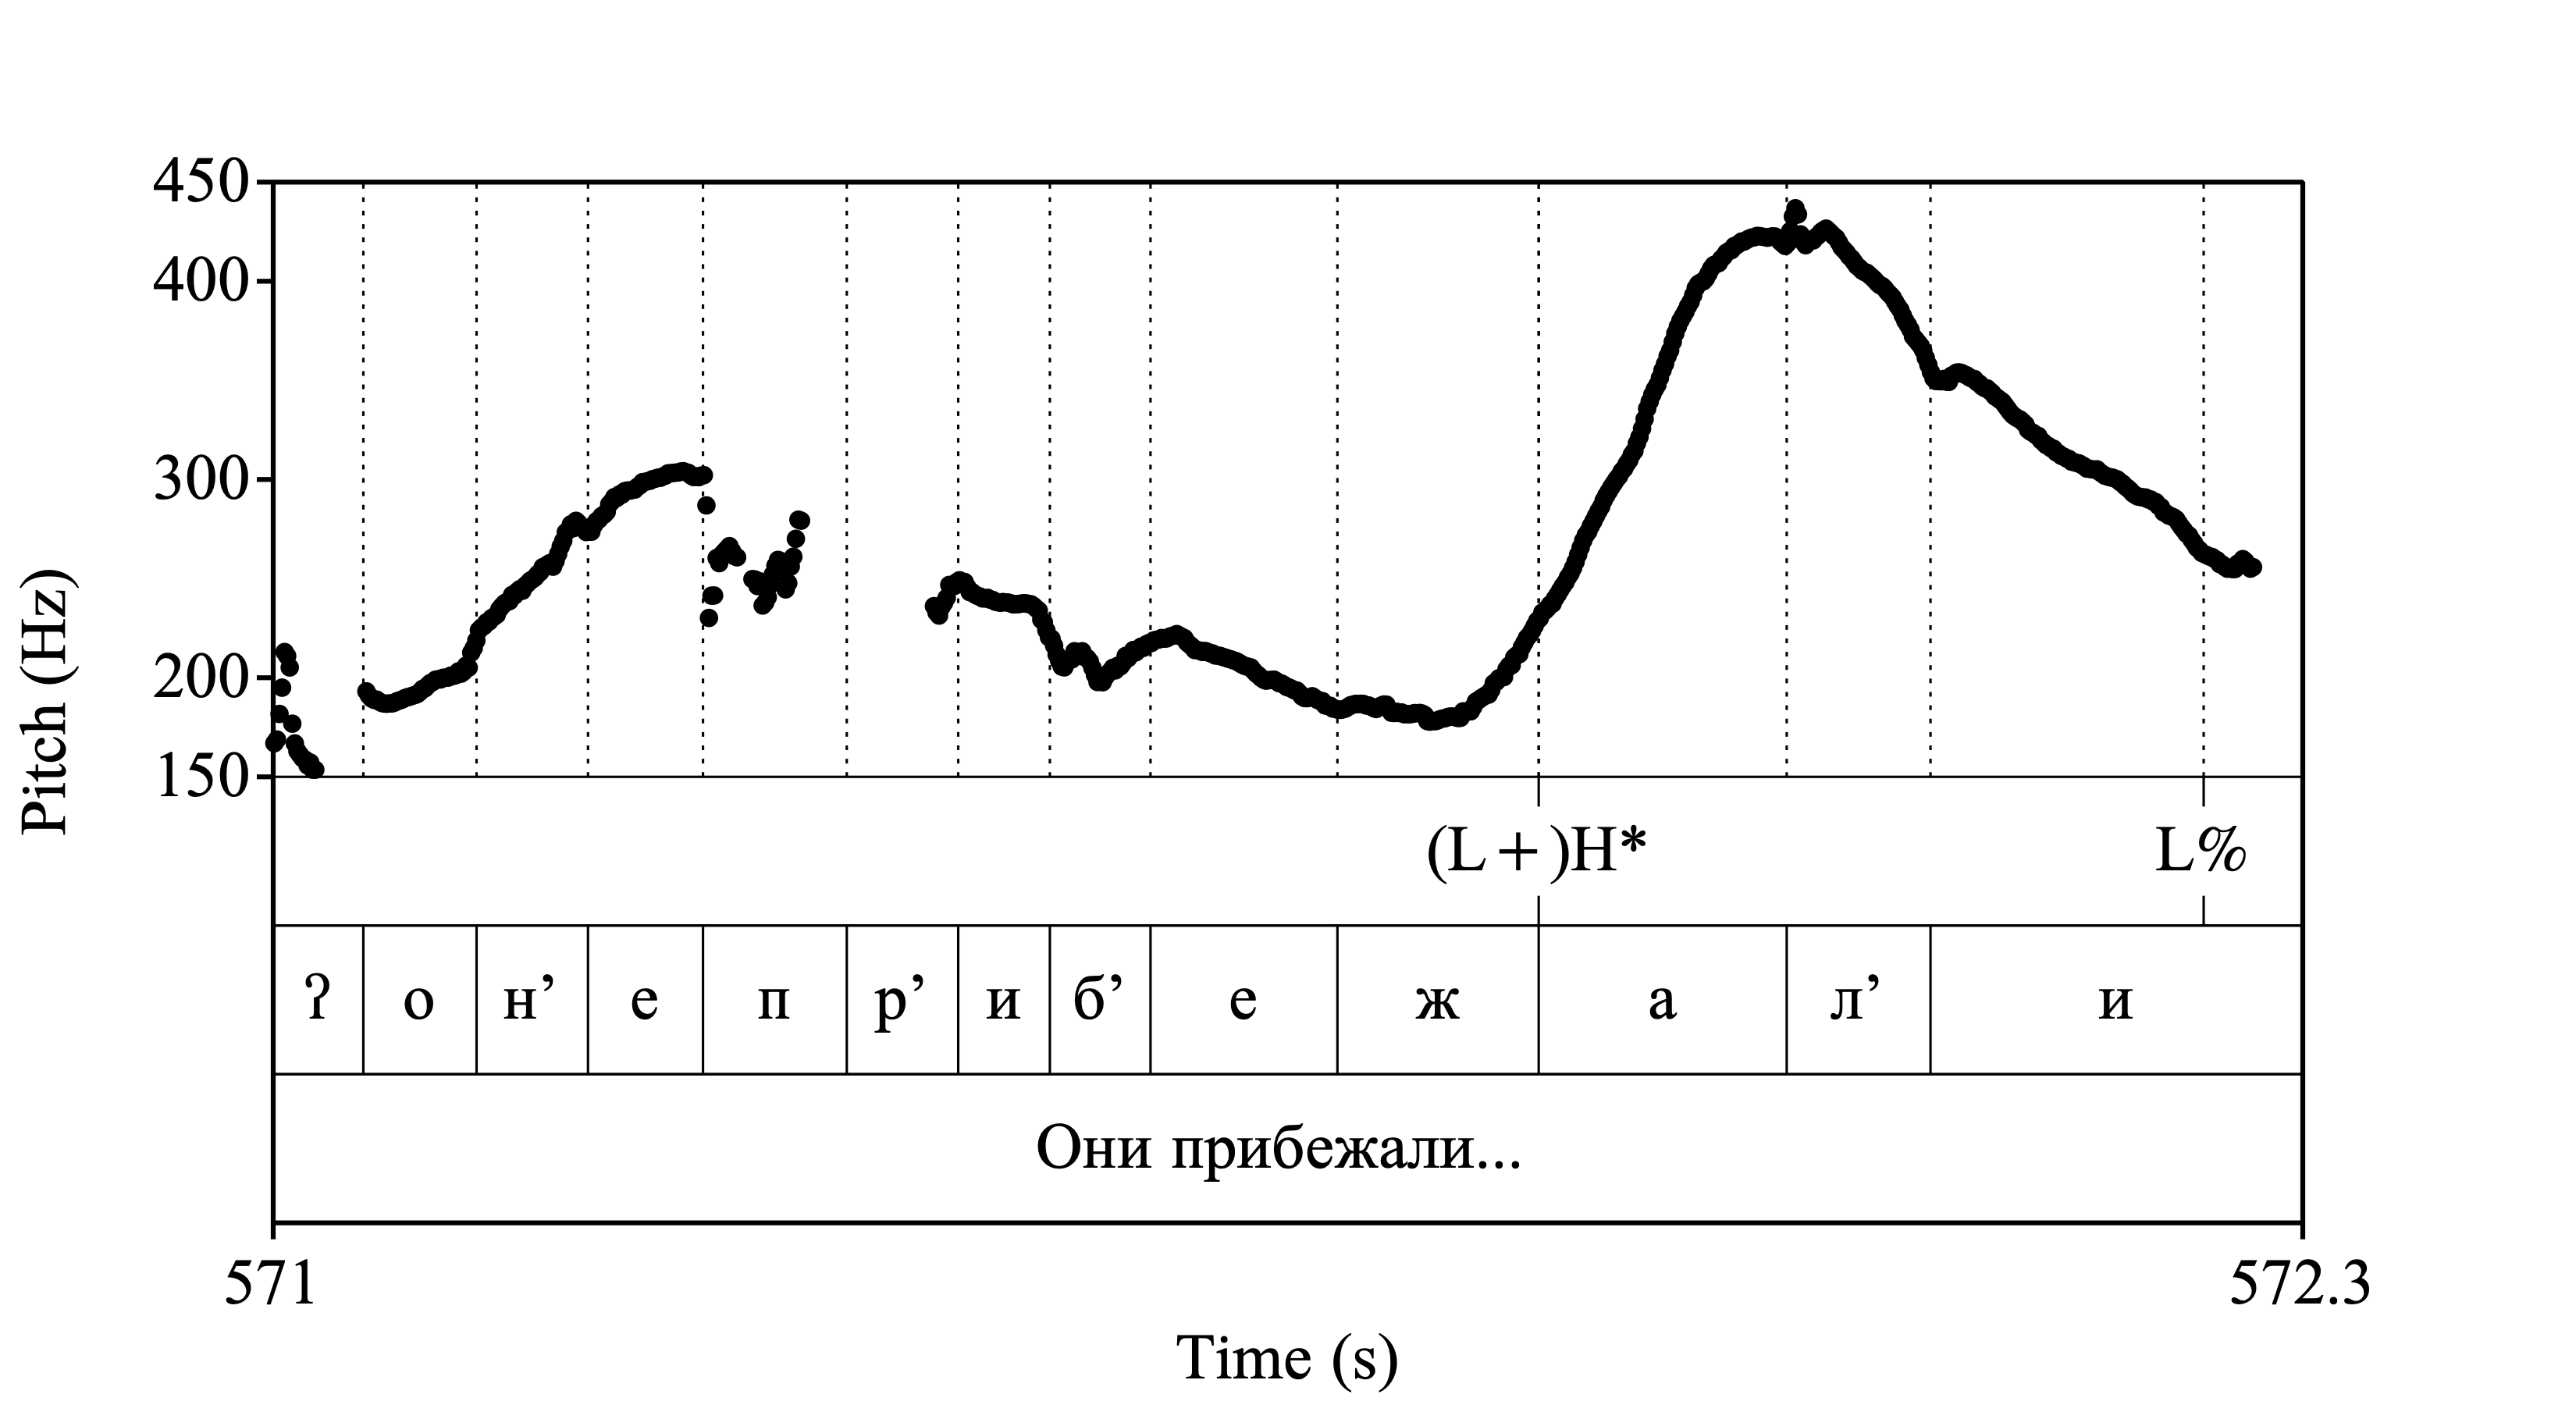 450
400
300
200
150
Pitch (Hz)
(L+)H* L%
ʔ о н’ е п р’ и б’ е ж а л’ и
Они прибежали...
571 572.3
Time (s)